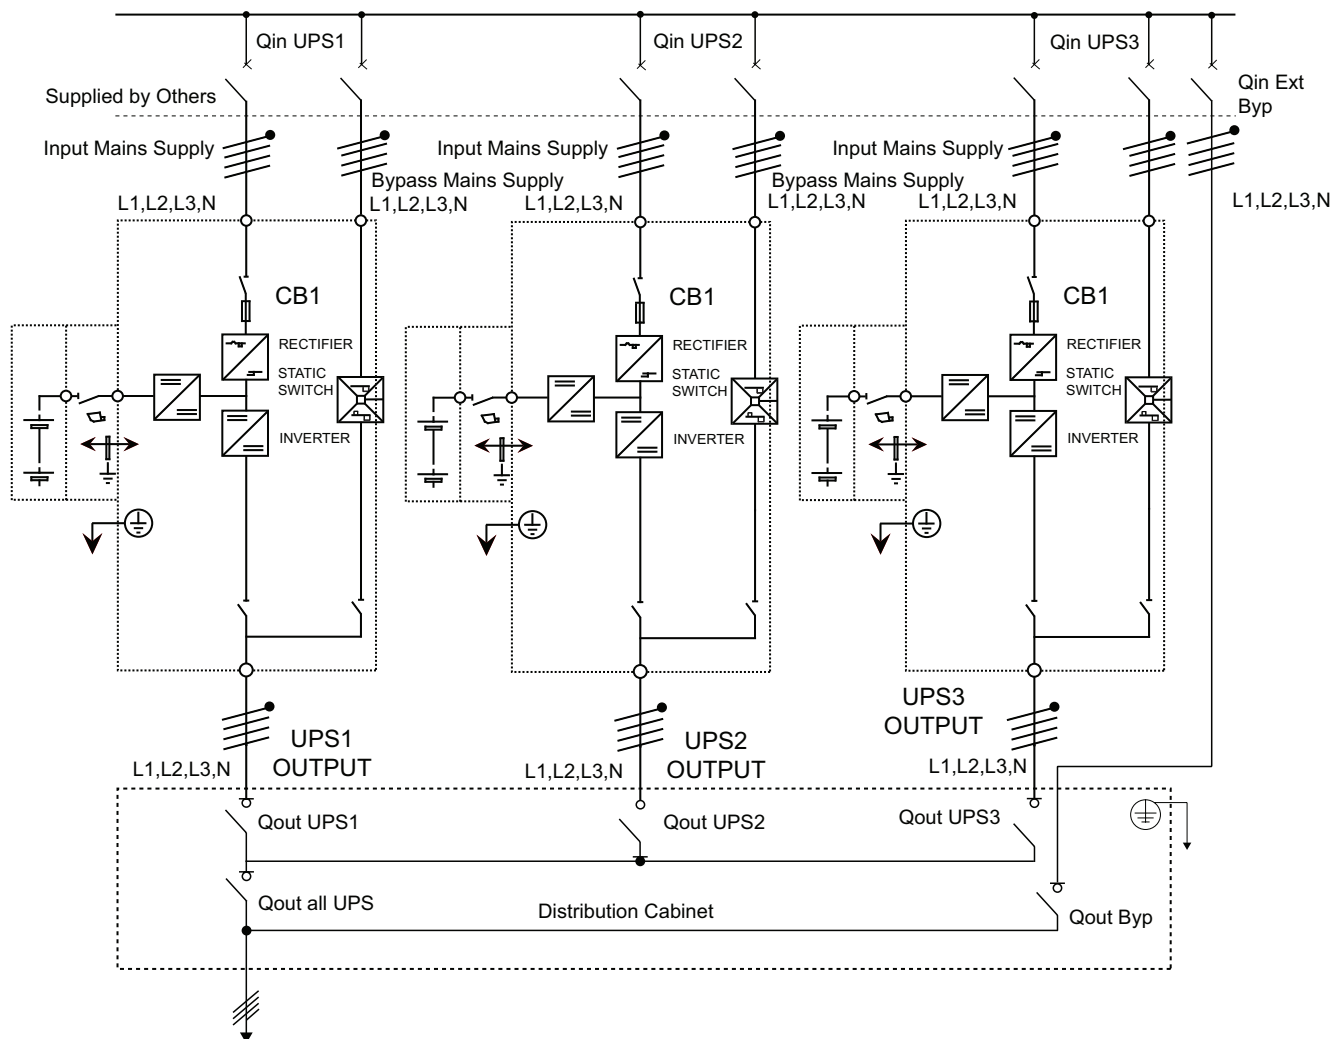 Qin UPS1
Qin UPS2
Qin UPS3
Qin Ext
Byp
Supplied by Others
Input Mains Supply
Input Mains Supply
Input Mains Supply
Bypass Mains Supply
Bypass Mains Supply
L1,L2,L3,N
L1,L2,L3,N
L1,L2,L3,N
L1,L2,L3,N
L1,L2,L3,N
L1,L2,L3,N
CB1
CB1
CB1
RECTIFIER
RECTIFIER
RECTIFIER
STATIC
SWITCH
STATIC
SWITCH
STATIC
SWITCH
INVERTER
INVERTER
INVERTER
UPS1
OUTPUT
UPS2
OUTPUT
UPS3
OUTPUT
L1,L2,L3,N
L1,L2,L3,N
L1,L2,L3,N
Qout UPS1
Qout UPS2
Qout UPS3
Qout all UPS
Distribution Cabinet
Qout Byp